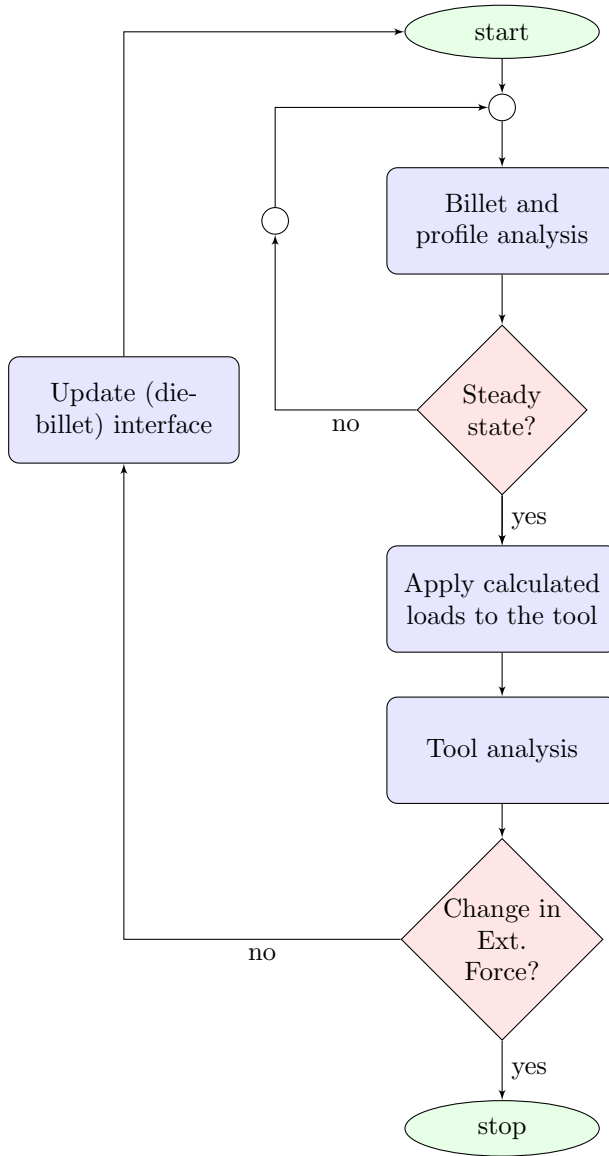 start
Billet and
profile analysis
Steady
state?
no
Update (die-
billet) interface
yes
Apply calculated
loads to the tool
Tool analysis
Change in
Ext.
Force?
no
yes
stop